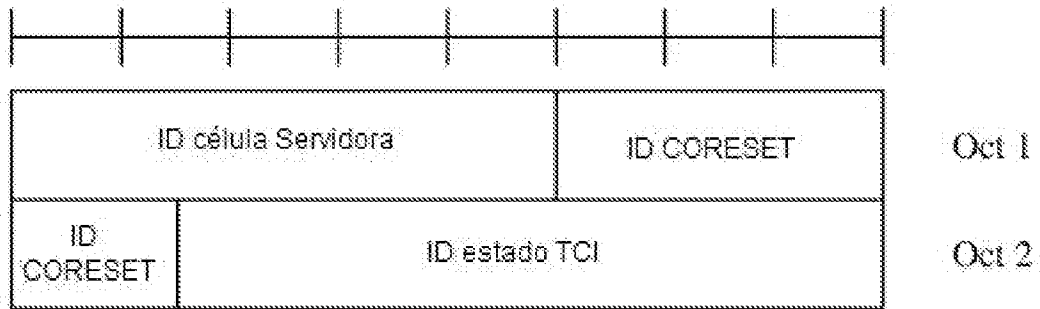 ID célula Servidora
ID CORESET
Oct 1
ID
CORESET
ID estado TCI
Oct 2